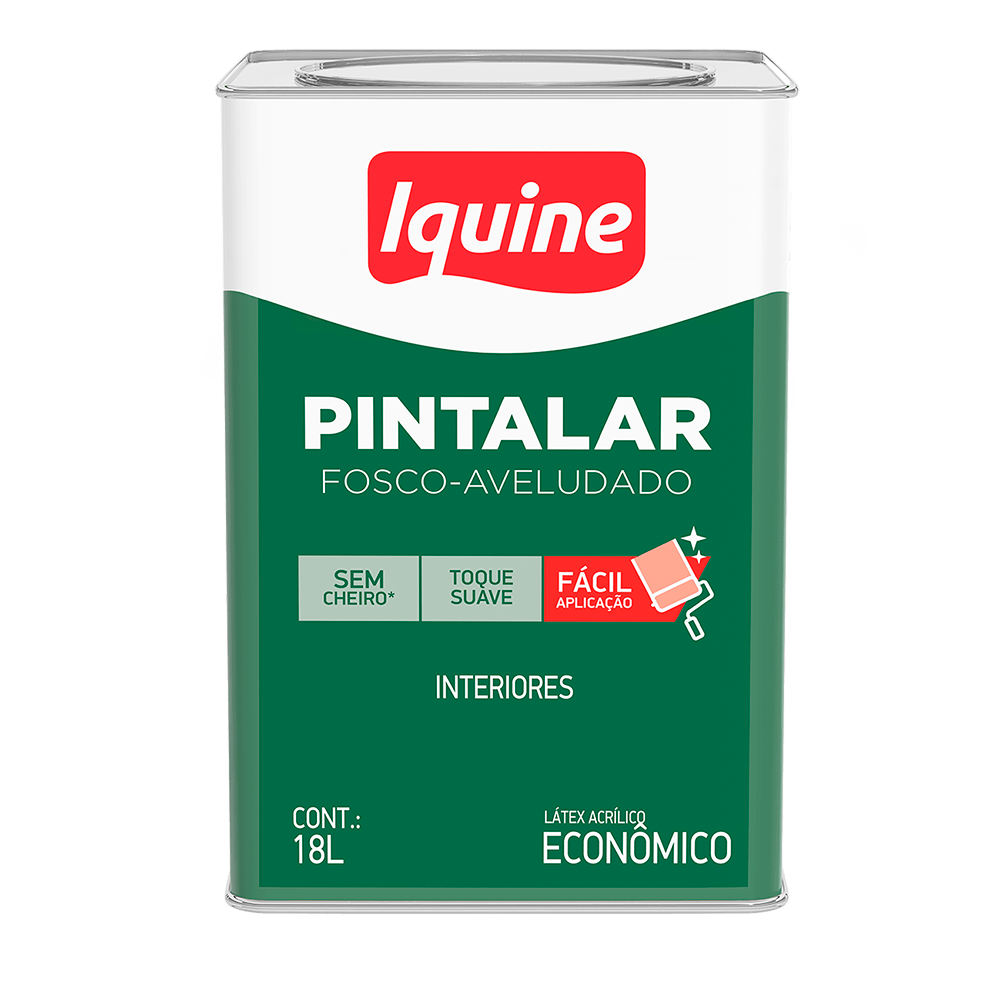 Iquine
PINTALAR
FOSCO-AVELUDADO
SEM
CHEIRO*
TOQUE
SUAVE
FÁCIL
APLICAÇÃO
INTERIORES
CONT.:
18L
LÁTEX ACRÍLICO
ECONÔMICO